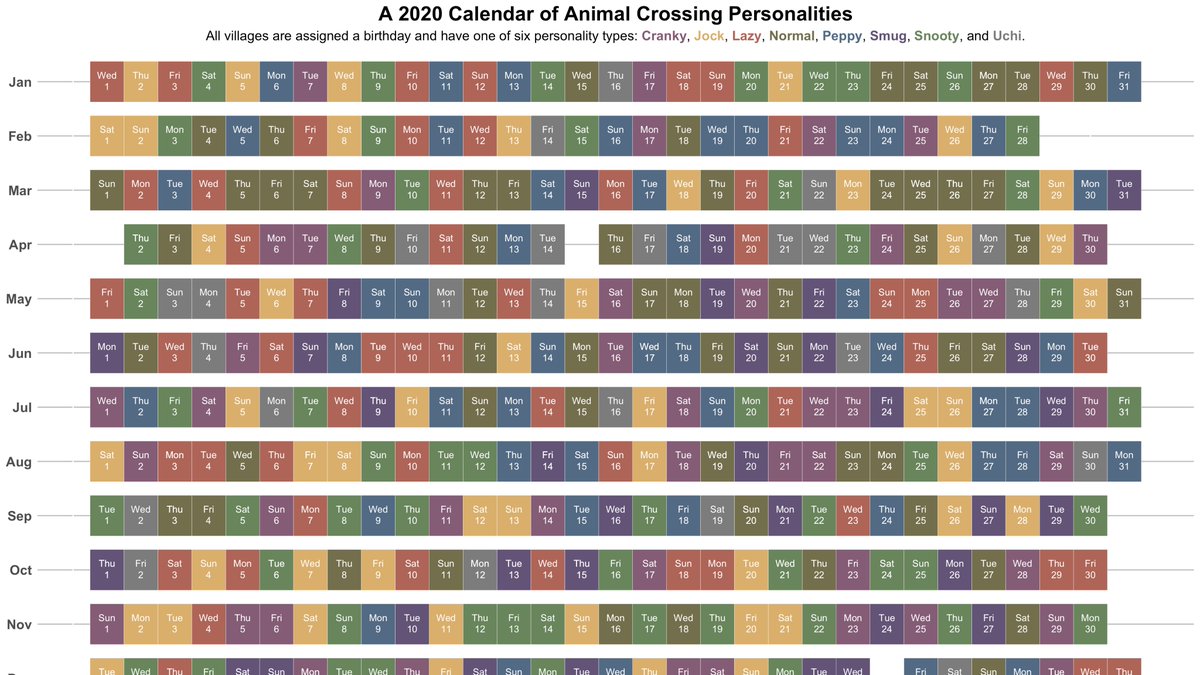 A 2020 Calendar of Animal Crossing Personalities
All villages are assigned a birthday and have one of six personality types: Cranky, Jock, Lazy, Normal, Peppy, Smug, Snooty, and Uchi.
Jan
Wed Thu Fri Sat Sun Mon Tue Wed Thu Fri Sat Sun Mon Tue Wed Thu Fri Sat Sun Mon Tue Wed Thu Fri Sat Sun Mon Tue Wed Thu Fri
1 2 3 4 5 6 7 8 9 10 11 12 13 14 15 16 17 18 19 20 21 22 23 24 25 26 27 28 29 30 31
Feb
Sat Sun Mon Tue Wed Thu Fri Sat Sun Mon Tue Wed Thu Fri Sat Sun Mon Tue Wed Thu Fri Sat Sun Mon Tue Wed Thu Fri
1 2 3 4 5 6 7 8 9 10 11 12 13 14 15 16 17 18 19 20 21 22 23 24 25 26 27 28
Mar
Sun Mon Tue Wed Thu Fri Sat Sun Mon Tue Wed Thu Fri Sat Sun Mon Tue Wed Thu Fri Sat Sun Mon Tue Wed Thu Fri Sat Sun Mon Tue
1 2 3 4 5 6 7 8 9 10 11 12 13 14 15 16 17 18 19 20 21 22 23 24 25 26 27 28 29 30 31
Apr
Thu Fri Sat Sun Mon Tue Wed Thu Fri Sat Sun Mon Tue Thu Fri Sat Sun Mon Tue Wed Thu Fri Sat Sun Mon Tue Wed Thu
2 3 4 5 6 7 8 9 10 11 12 13 14 16 17 18 19 20 21 22 23 24 25 26 27 28 29 30
May
Fri Sat Sun Mon Tue Wed Thu Fri Sat Sun Mon Tue Wed Thu Fri Sat Sun Mon Tue Wed Thu Fri Sat Sun Mon Tue Wed Thu Fri Sat Sun
1 2 3 4 5 6 7 8 9 10 11 12 13 14 15 16 17 18 19 20 21 22 23 24 25 26 27 28 29 30 31
Jun
Mon Tue Wed Thu Fri Sat Sun Mon Tue Wed Thu Fri Sat Sun Mon Tue Wed Thu Fri Sat Sun Mon Tue Wed Thu Fri Sat Sun Mon Tue
1 2 3 4 5 6 7 8 9 10 11 12 13 14 15 16 17 18 19 20 21 22 23 24 25 26 27 28 29 30
Jul
Wed Thu Fri Sat Sun Mon Tue Wed Thu Fri Sat Sun Mon Tue Wed Thu Fri Sat Sun Mon Tue Wed Thu Fri Sat Sun Mon Tue Wed Thu Fri
1 2 3 4 5 6 7 8 9 10 11 12 13 14 15 16 17 18 19 20 21 22 23 24 25 26 27 28 29 30 31
Aug
Sat Sun Mon Tue Wed Thu Fri Sat Sun Mon Tue Wed Thu Fri Sat Sun Mon Tue Wed Thu Fri Sat Sun Mon Tue Wed Thu Fri Sat Sun Mon
1 2 3 4 5 6 7 8 9 10 11 12 13 14 15 16 17 18 19 20 21 22 23 24 25 26 27 28 29 30 31
Sep
Tue Wed Thu Fri Sat Sun Mon Tue Wed Thu Fri Sat Sun Mon Tue Wed Thu Fri Sat Sun Mon Tue Wed Thu Fri Sat Sun Mon Tue Wed
1 2 3 4 5 6 7 8 9 10 11 12 13 14 15 16 17 18 19 20 21 22 23 24 25 26 27 28 29 30
Oct
Thu Fri Sat Sun Mon Tue Wed Thu Fri Sat Sun Mon Tue Wed Thu Fri Sat Sun Mon Tue Wed Thu Fri Sat Sun Mon Tue Wed Thu Fri
1 2 3 4 5 6 7 8 9 10 11 12 13 14 15 16 17 18 19 20 21 22 23 24 25 26 27 28 29 30
Nov
Sun Mon Tue Wed Thu Fri Sat Sun Mon Tue Wed Thu Fri Sat Sun Mon Tue Wed Thu Fri Sat Sun Mon Tue Wed Thu Fri Sat Sun Mon
1 2 3 4 5 6 7 8 9 10 11 12 13 14 15 16 17 18 19 20 21 22 23 24 25 26 27 28 29 30
Tue Wed Thu Fri Sat Sun Mon Tue Wed Thu Fri Sat Sun Mon Tue Wed Thu Fri Sat Sun Mon Tue Wed Fri Sat Sun Mon Tue Wed Thu